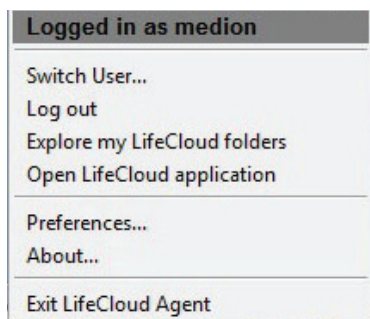 Logged in as medion
Switch User...
Log out
Explore my LifeCloud folders
Open LifeCloud application
Preferences...
About...
Exit LifeCloud Agent